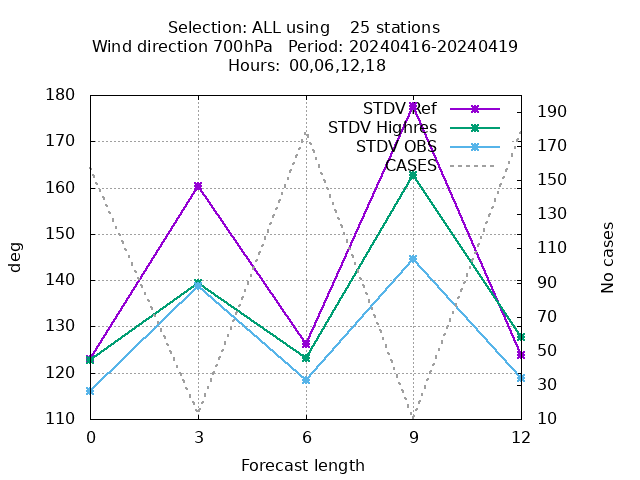 Selection: ALL using    25 stations
Wind direction 700hPa   Period: 20240416-20240419
Hours: 00,06,12,18
STDV Ref
STDV Highres
STDV OBS
CASES
deg
180
170
160
150
140
130
120
110
190
170
150
130
110
90
70
50
30
10
No cases
0 3 6 9 12
Forecast length